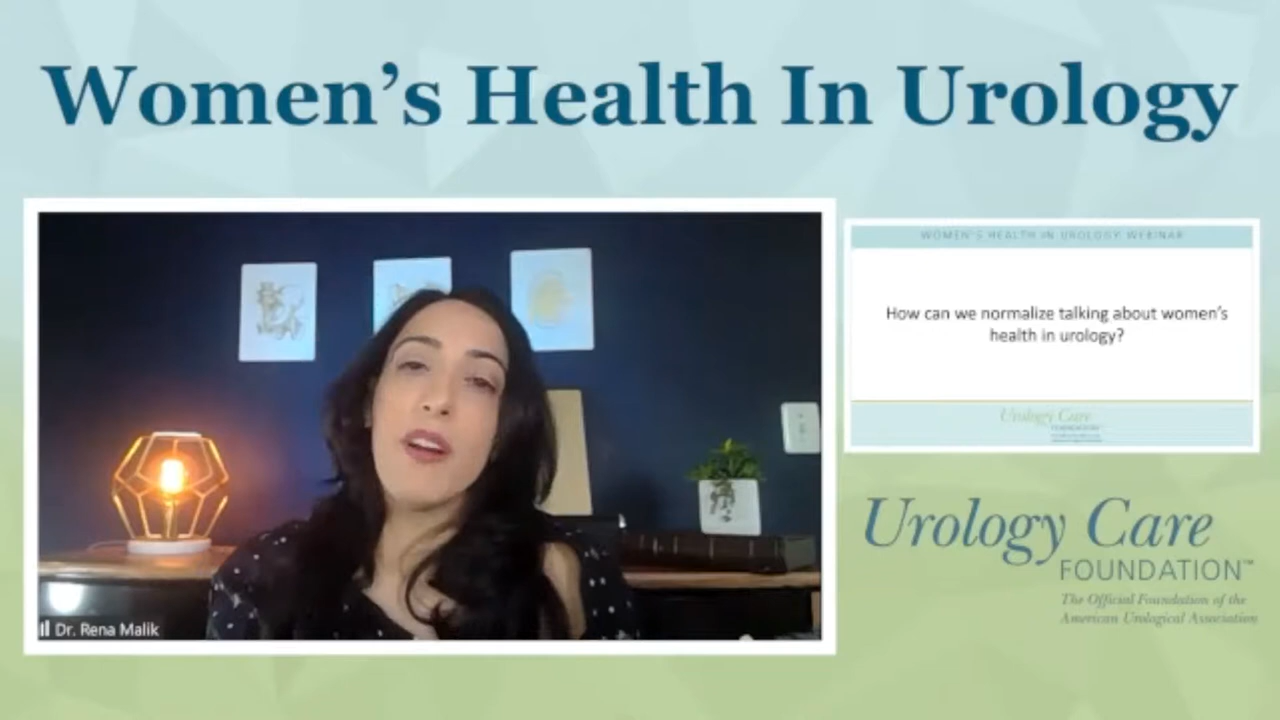 Women's Health In Urology
WOMEN'S HEALTH IN UROLOGY WEBINAR
How can we normalize talking about women's
health in urology?
Urology Care
FOUNDATION
Dr. Rena Malik
Urology Care
FOUNDATION™
The Official Foundation of the
American Urological Association